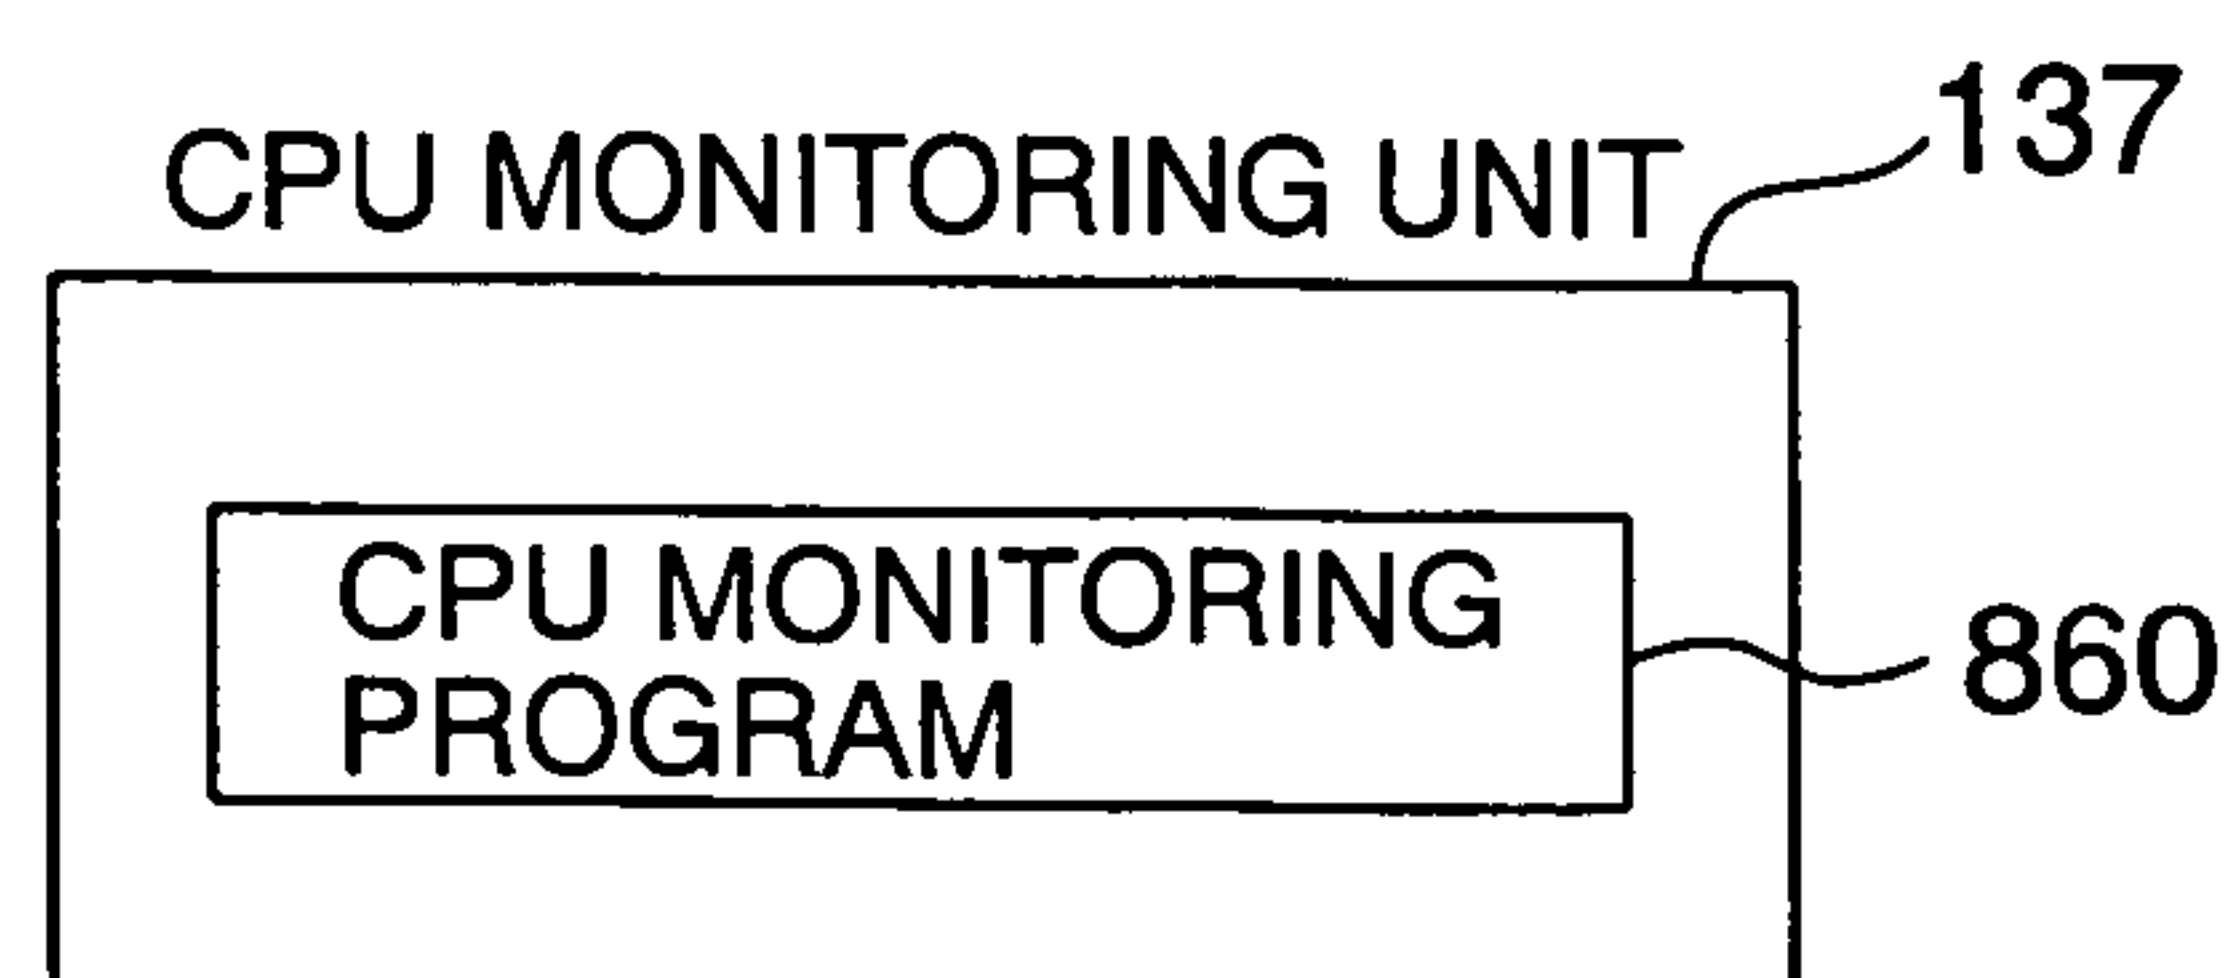 137
CPU MONITORING UNIT
CPU MONITORING
PROGRAM
860